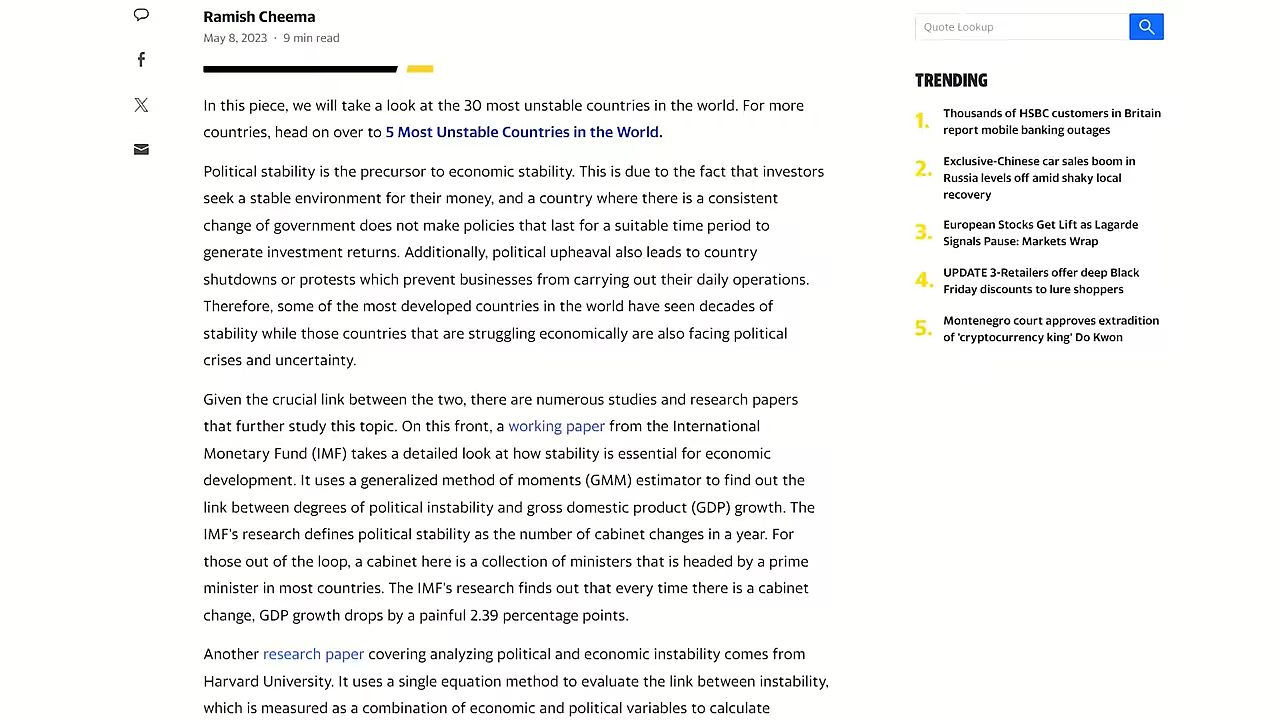 Ramish Cheema
May 8, 2023 · 9 min read
In this piece, we will take a look at the 30 most unstable countries in the world. For more
countries, head on over to 5 Most Unstable Countries in the World.
Political stability is the precursor to economic stability. This is due to the fact that investors
seek a stable environment for their money, and a country where there is a consistent
change of government does not make policies that last for a suitable time period to
generate investment returns. Additionally, political upheaval also leads to country
shutdowns or protests which prevent businesses from carrying out their daily operations.
Therefore, some of the most developed countries in the world have seen decades of
stability while those countries that are struggling economically are also facing political
crises and uncertainty.
Given the crucial link between the two, there are numerous studies and research papers
that further study this topic. On this front, a working paper from the International
Monetary Fund (IMF) takes a detailed look at how stability is essential for economic
development. It uses a generalized method of moments (GMM) estimator to find out the
link between degrees of political instability and gross domestic product (GDP) growth. The
IMF's research defines political stability as the number of cabinet changes in a year. For
those out of the loop, a cabinet here is a collection of ministers that is headed by a prime
minister in most countries. The IMF's research finds out that every time there is a cabinet
change, GDP growth drops by a painful 2.39 percentage points.
Another research paper covering analyzing political and economic instability comes from
Harvard University. It uses a single equation method to evaluate the link between instability,
which is measured as a combination of economic and political variables to calculate
Quote Lookup
TRENDING
1. Thousands of HSBC customers in Britain
report mobile banking outages
2. Exclusive-Chinese car sales boom in
Russia levels off amid shaky local
recovery
3. European Stocks Get Lift as Lagarde
Signals Pause: Markets Wrap
4. UPDATE 3-Retailers offer deep Black
Friday discounts to lure shoppers
5. Montenegro court approves extradition
of 'cryptocurrency king' Do Kwon